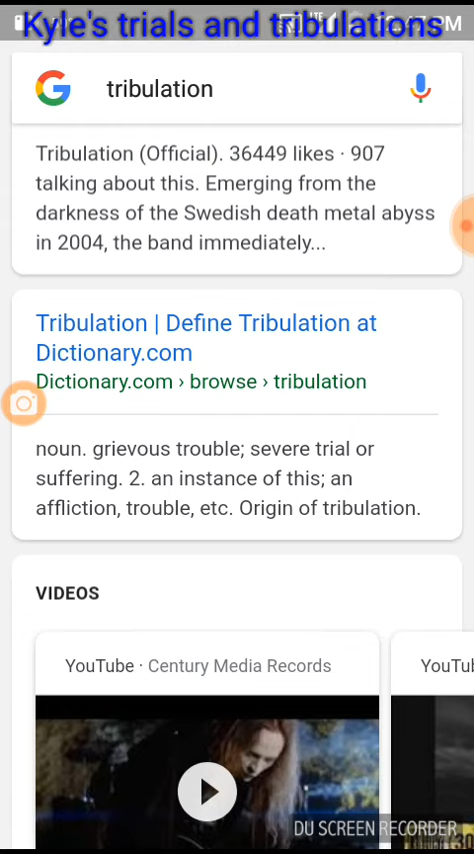 Kyle's trials and tribulations
PM
tribulation
Tribulation (Official). 36449 likes · 907
talking about this. Emerging from the
darkness of the Swedish death metal abyss
in 2004, the band immediately...
Tribulation | Define Tribulation at
Dictionary.com
Dictionary.com › browse › tribulation
noun. grievous trouble; severe trial or
suffering. 2. an instance of this; an
affliction, trouble, etc. Origin of tribulation.
VIDEOS
YouTube · Century Media Records
YouTu
DU SCREEN RECORDER